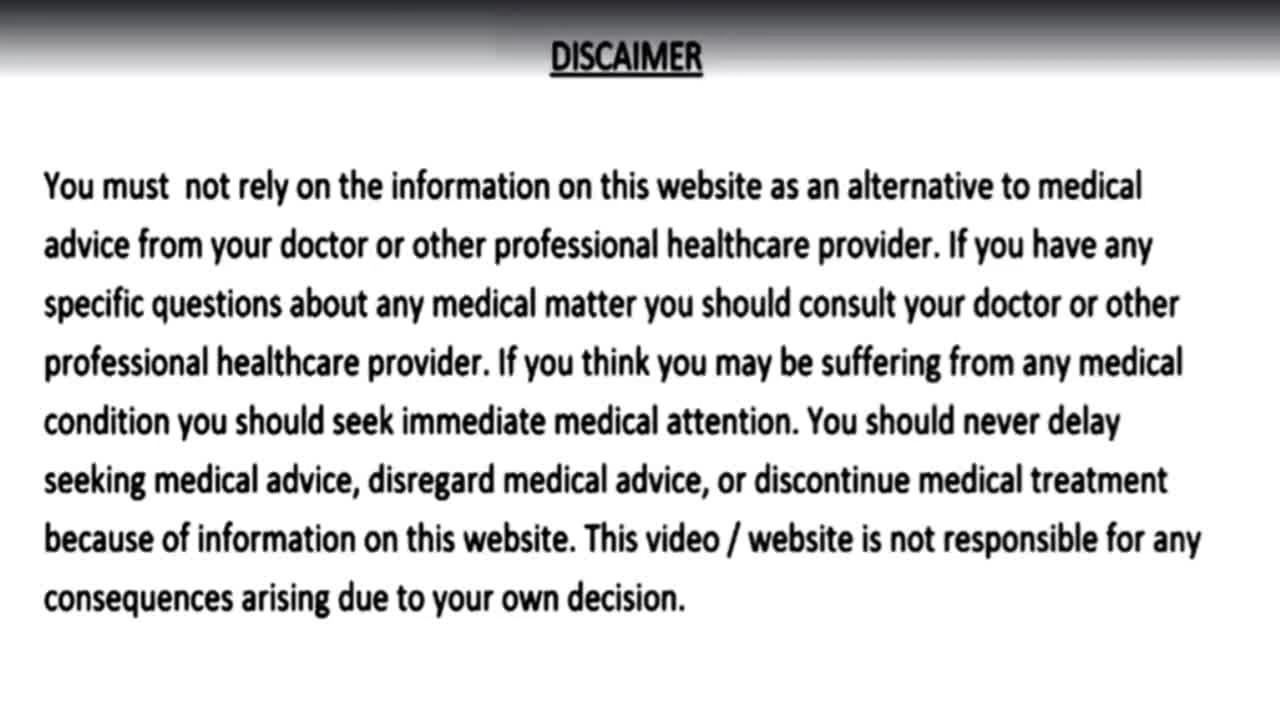 DISCAIMER
You must  not rely on the information on this website as an alternative to medical
advice from your doctor or other professional healthcare provider. If you have any
specific questions about any medical matter you should consult your doctor or other
professional healthcare provider. If you think you may be suffering from any medical
condition you should seek immediate medical attention. You should never delay
seeking medical advice, disregard medical advice, or discontinue medical treatment
because of information on this website. This video / website is not responsible for any
consequences arising due to your own decision.